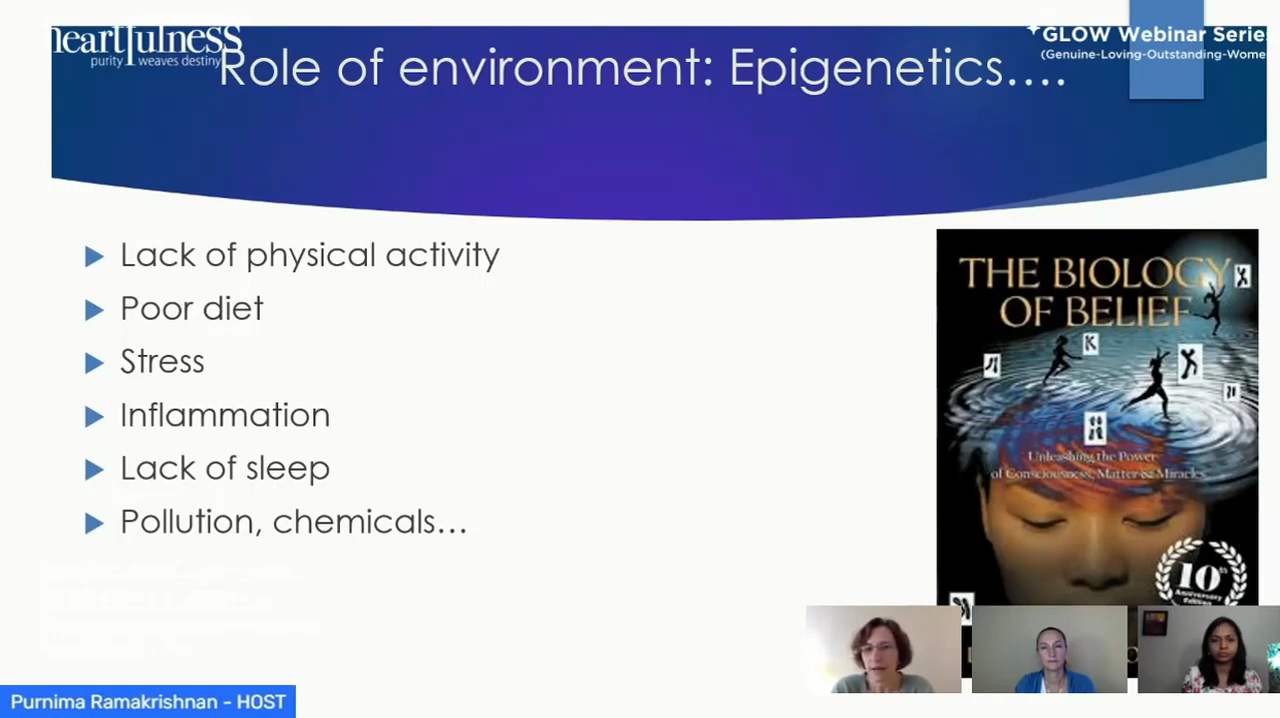 heartfulness
purity weaves destiny
GLOW Webinar Series
(Genuine-Loving-Outstanding-Wome
Role of environment: Epigenetics....
Lack of physical activity
Poor diet
Stress
Inflammation
Lack of sleep
Pollution, chemicals...
THE BIOLOGY
OF BELIEF
Unleashing the Power
of Consciousness, Matter & Miracles
10th
Anniversary
Edition
Purnima Ramakrishnan - HOST